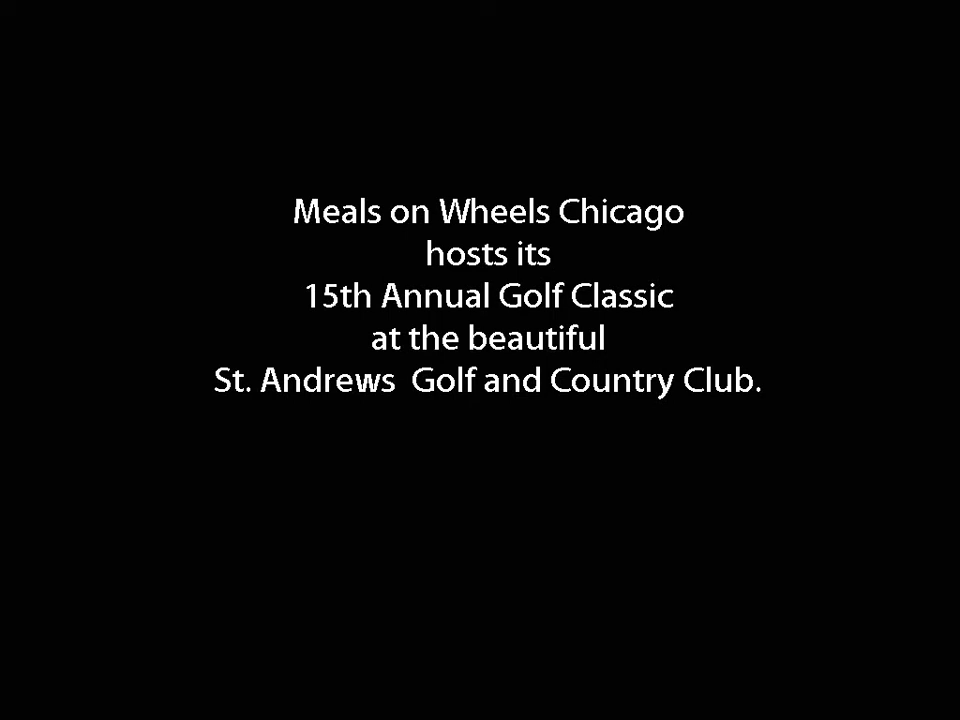 Meals on Wheels Chicago
hosts its
15th Annual Golf Classic
at the beautiful
St. Andrews  Golf and Country Club.